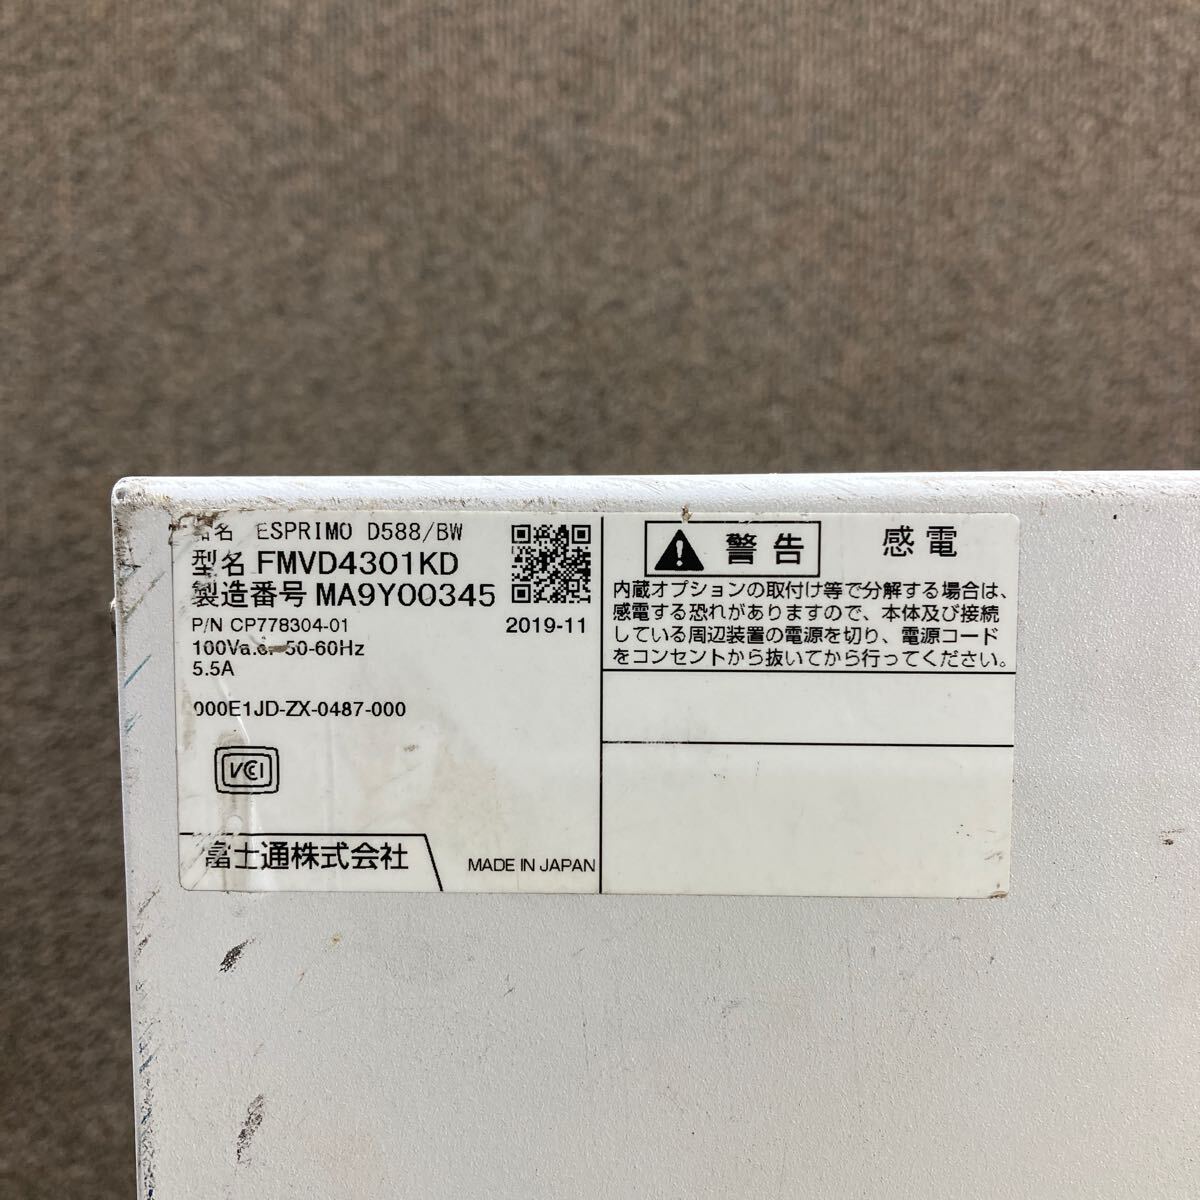 名 ESPRIMO D588/BW
型名 FMVD4301KD
製造番号 MA9Y00345
P/N CP778304-01
2019-11
100Va.c. 50-60Hz
5.5A
000E1JD-ZX-0487-000
VCI
富士通株式会社
MADE IN JAPAN
警告 感電
内蔵オプションの取付け等で分解する場合は、
感電する恐れがありますので、本体及び接続
している周辺装置の電源を切り、電源コード
をコンセントから抜いてから行ってください。